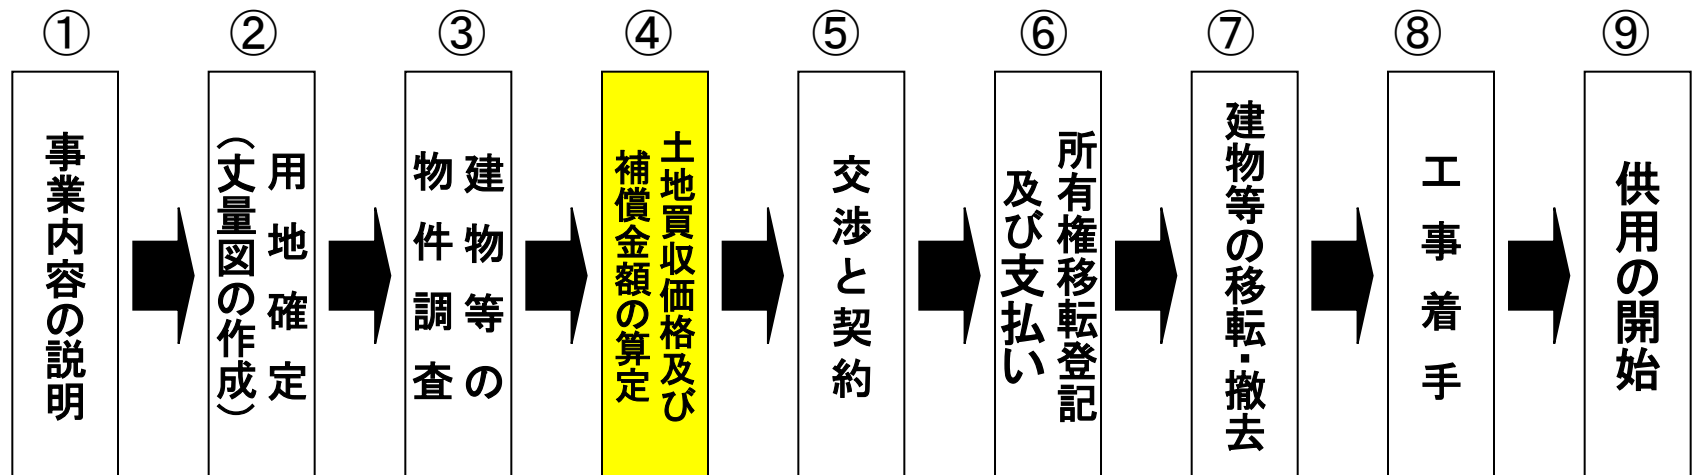 ①
事業内容の説明
②
用地確定
(丈量図の作成)
③
建物等の
物件調査
④
土地買収価格及び
補償金額の算定
⑤
交渉と契約
⑥
所有権移転登記
及び支払い
⑦
建物等の移転・撤去
⑧
工事着手
⑨
供用の開始